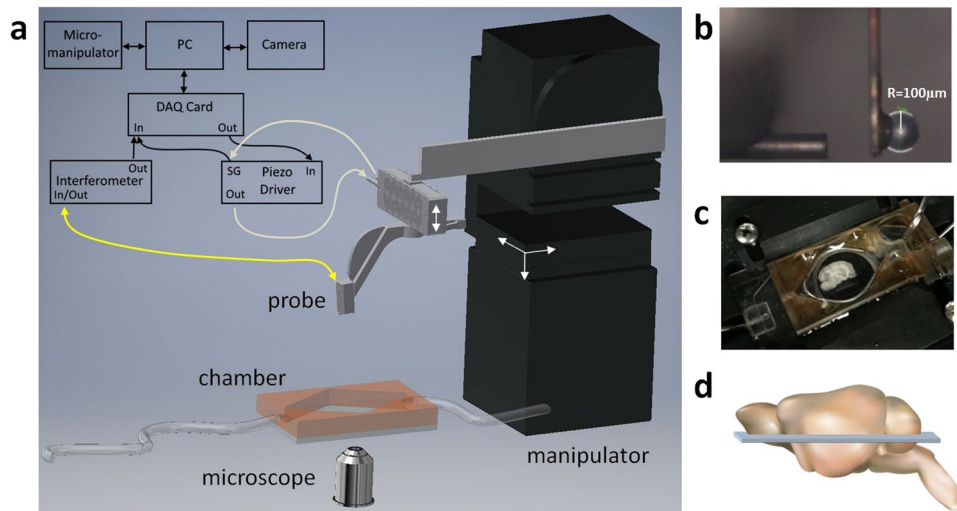 a
Micro-
manipulator
PC
Camera
DAQ Card
In
Out
Out
Interferometer
In/Out
SG
Piezo
In
Driver
Out
probe
chamber
microscope
manipulator
b
R=100μm
c
d